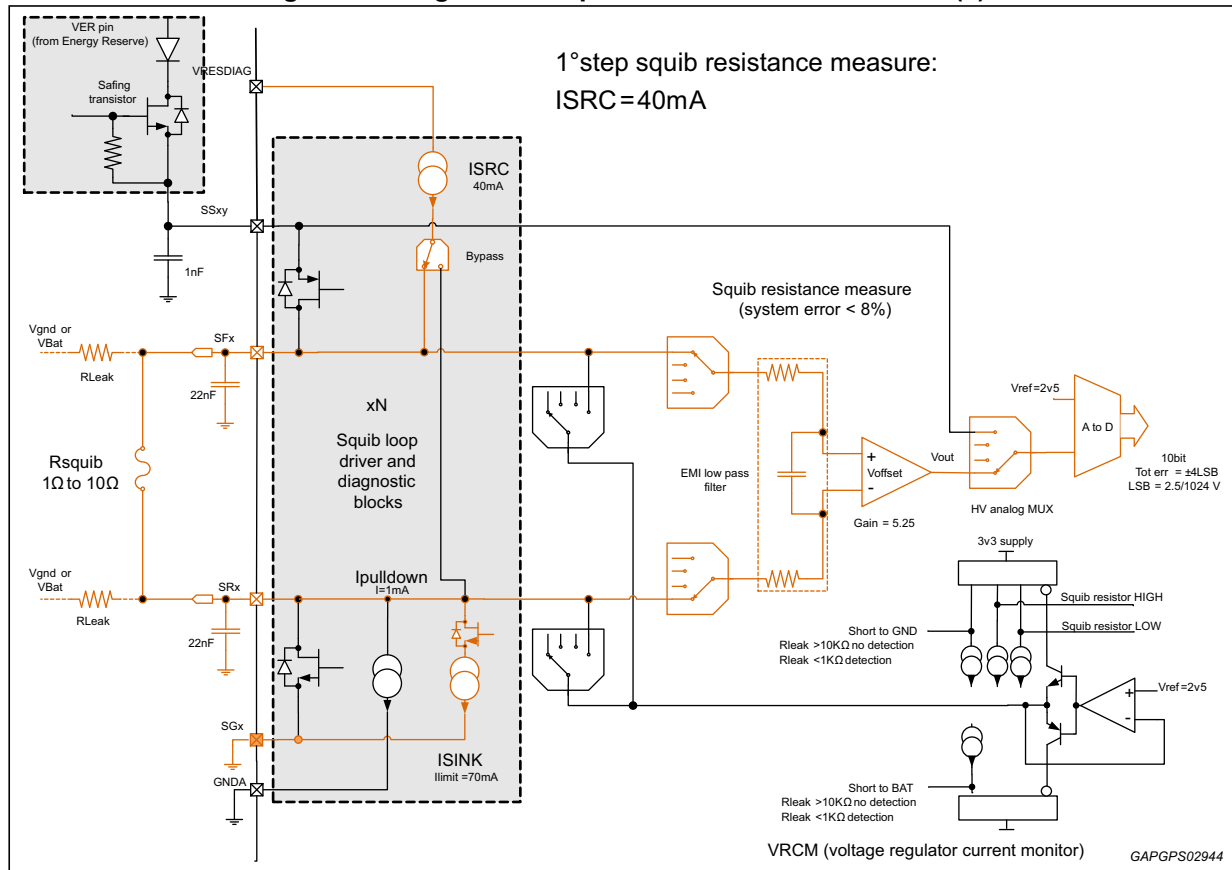 VER pin
(from Energy Reserve)
Safing
transistor
VRESDIAG
1°step squib resistance measure:
ISRC=40mA
ISRC
40mA
SSxy
Bypass
1nF
Squib resistance measure
(system error < 8%)
Vgnd or
VBat
SFx
RLeak
22nF
xN
Squib loop
driver and
diagnostic
blocks
Rsquib
1Ω to 10Ω
Vref=2v5
A to D
10bit
Tot err = ±4LSB
LSB = 2.5/1024 V
EMI low pass
filter
+
Voffset
-
Vout
Gain = 5.25
HV analog MUX
3v3 supply
Ipulldown
I=1mA
Vgnd or
VBat
SRx
RLeak
22nF
Squib resistor HIGH
Squib resistor LOW
Short to GND
Rleak >10KΩ no detection
Rleak <1KΩ detection
+
Vref=2v5
-
SGx
ISINK
Ilimit =70mA
GNDA
Short to BAT
Rleak >10KΩ no detection
Rleak <1KΩ detection
VRCM (voltage regulator current monitor)
GAPGPS02944